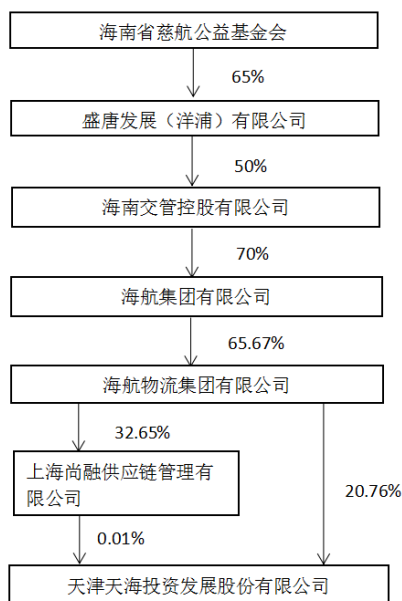 海南省慈航公益基金会
65%
盛唐发展（洋浦）有限公司
50%
海南交管控股有限公司
70%
海航集团有限公司
65.67%
海航物流集团有限公司
32.65%
上海尚融供应链管理有
限公司
20.76%
0.01%
天津天海投资发展股份有限公司